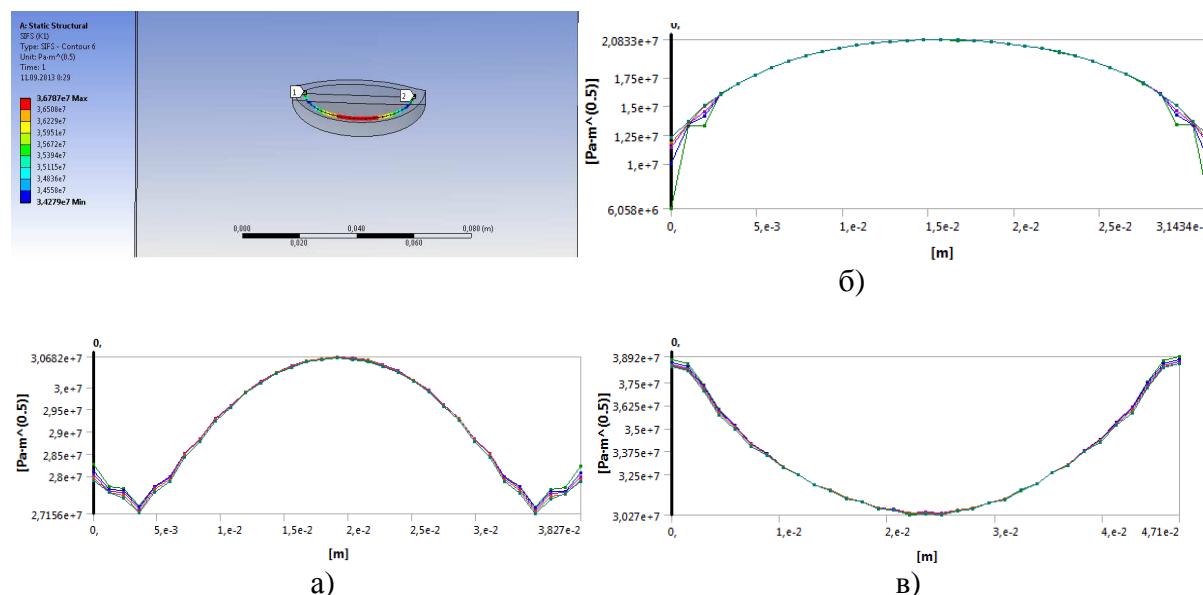 A: Static Structural
SIFS (K1)
Type: SIFS - Contour 6
Unit: Pa·m^(0.5)
Time: 1
11.09.2013 0:29
3,6787e7 Max
3,6508e7
3,6229e7
3,5951e7
3,5672e7
3,5394e7
3,5115e7
3,4836e7
3,4558e7
3,4279e7 Min
1
2
0,000
0,040
0,080 (m)
0,020
0,060
0,
2,0833e+7
1,75e+7
1,5e+7
1,25e+7
1,e+7
6,058e+6
[Pa·m^(0.5)]
0,
5,e-3
1,e-2
1,5e-2
2,e-2
2,5e-2
3,1434e-2
[m]
б)
0,
3,0682e+7
3,e+7
2,95e+7
2,9e+7
2,85e+7
2,8e+7
2,7156e+7
[Pa·m^(0.5)]
0,
5,e-3
1,e-2
1,5e-2
2,e-2
2,5e-2
3,e-2
3,827e-2
[m]
а)
0,
3,892e+7
3,75e+7
3,625e+7
3,5e+7
3,375e+7
3,25e+7
3,027e+7
[Pa·m^(0.5)]
0,
1,e-2
2,e-2
3,e-2
4,e-2
4,71e-2
[m]
в)